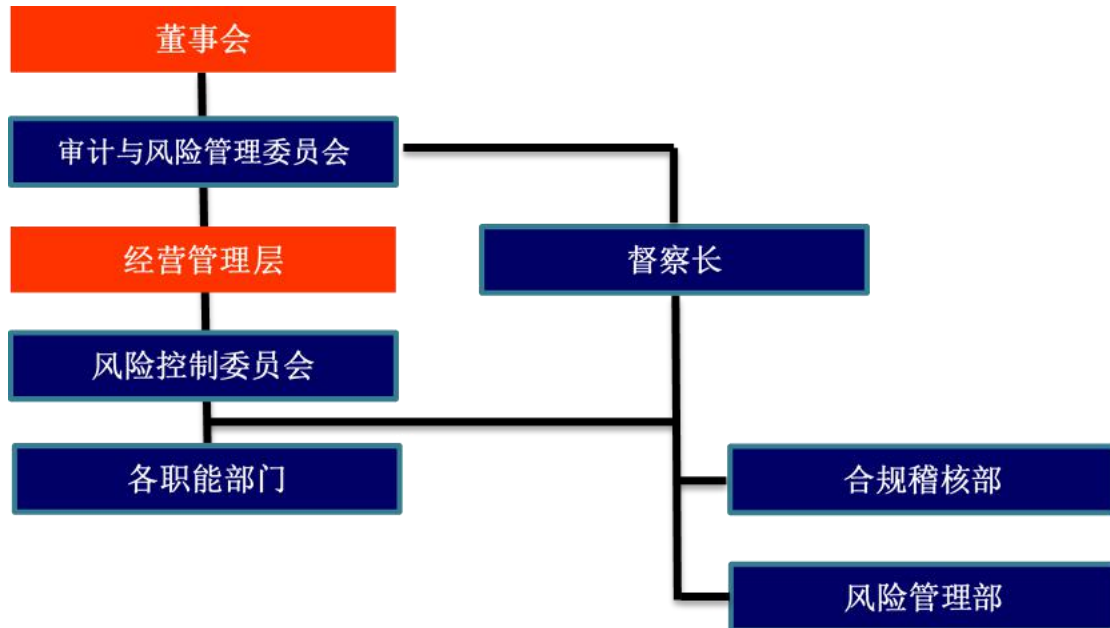 董事会
审计与风险管理委员会
经营管理层
督察长
风险控制委员会
各职能部门
合规稽核部
风险管理部